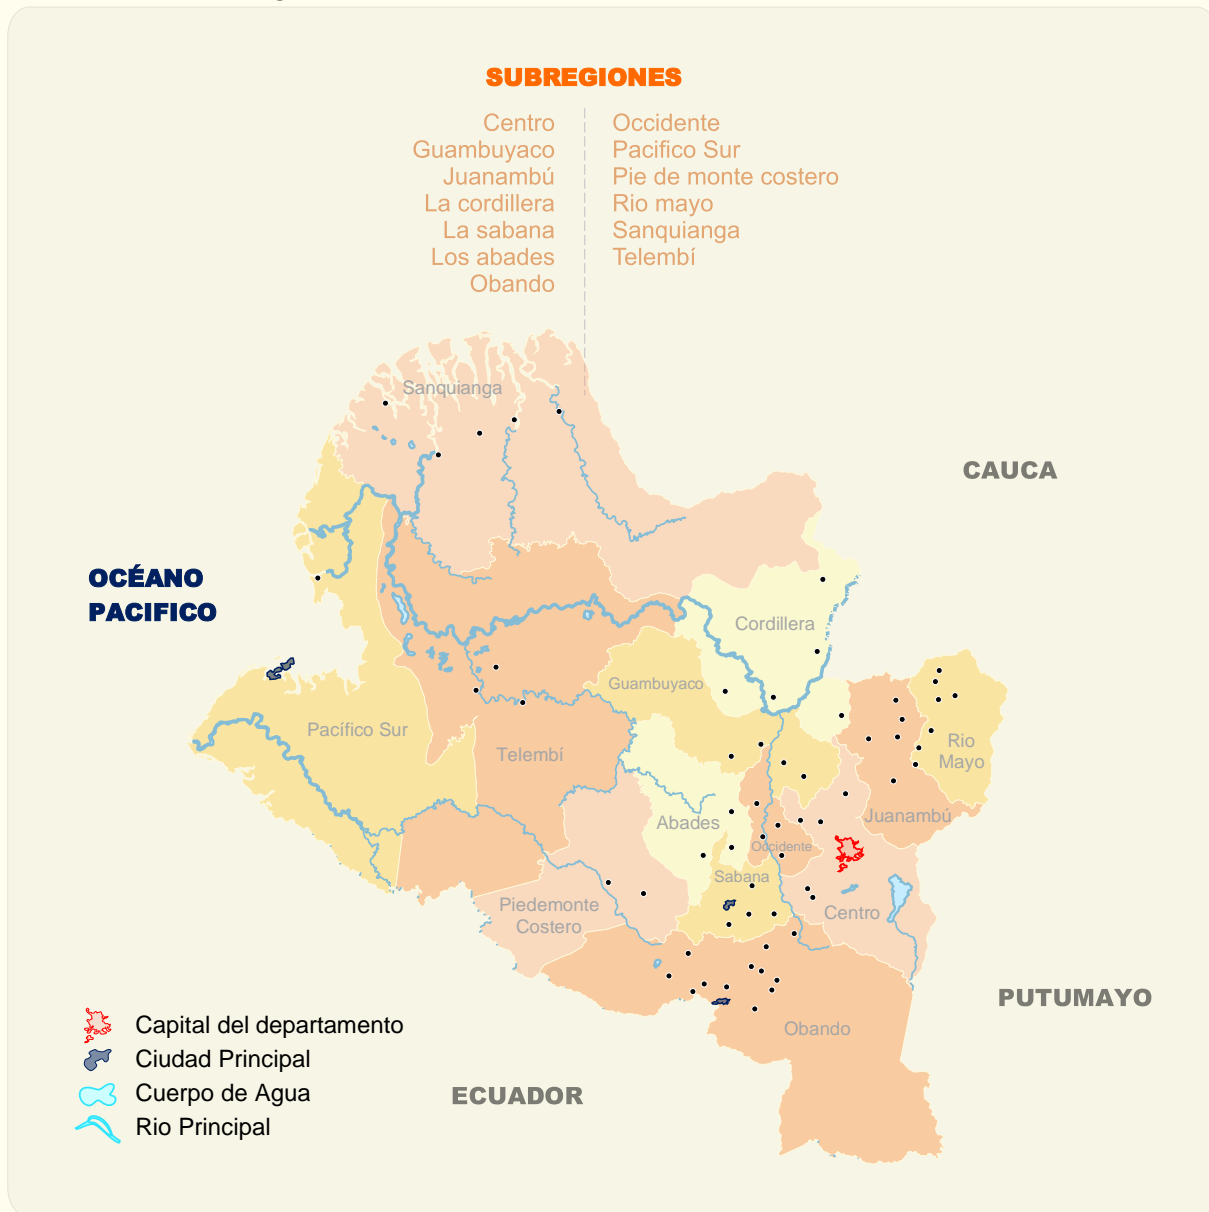 SUBREGIONES
Centro
Guambuyaco
Juanambú
La cordillera
La sabana
Los abades
Obando
Occidente
Pacifico Sur
Pie de monte costero
Rio mayo
Sanquianga
Telembí
Sanquianga
CAUCA
OCÉANO
PACIFICO
Cordillera
Guambuyaco
Pacífico Sur
Telembí
Rio
Mayo
Juanambú
Abades
Occidente
Sabana
Piedemonte
Costero
Centro
PUTUMAYO
Obando
ECUADOR
Capital del departamento
Ciudad Principal
Cuerpo de Agua
Rio Principal